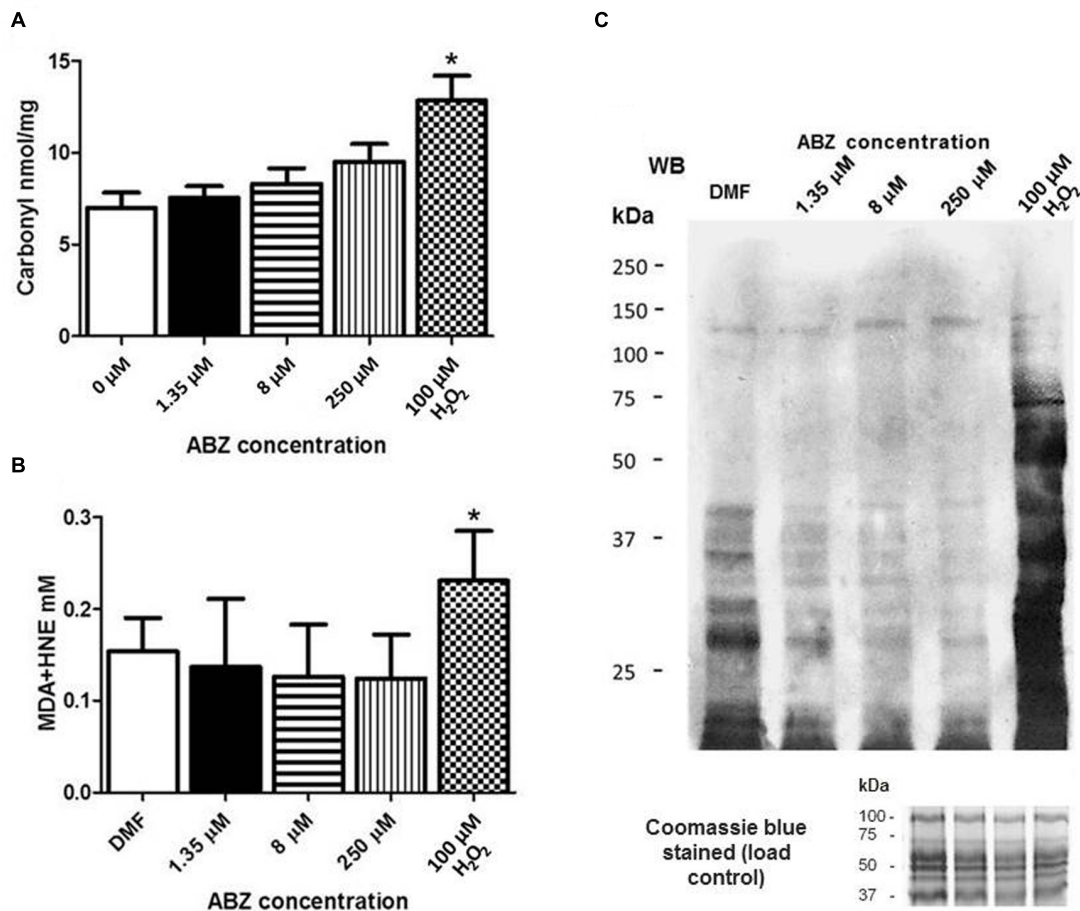 A
Carbonyl nmol/mg
15
10
5
0
*
0 µM
1.35 µM
8 µM
250 µM
100 µM
H₂O₂
ABZ concentration
B
MDA+HNE mM
0.3
0.2
0.1
0.0
*
DMF
1.35 µM
8 µM
250 µM
100 µM
H₂O₂
ABZ concentration
C
ABZ concentration
WB
DMF
1.35 µM
8 µM
250 µM
100 µM
H₂O₂
kDa
250 -
150 -
100 -
75 -
50 -
37 -
25 -
kDa
100 -
75 -
50 -
37 -
Coomassie blue
stained (load
control)